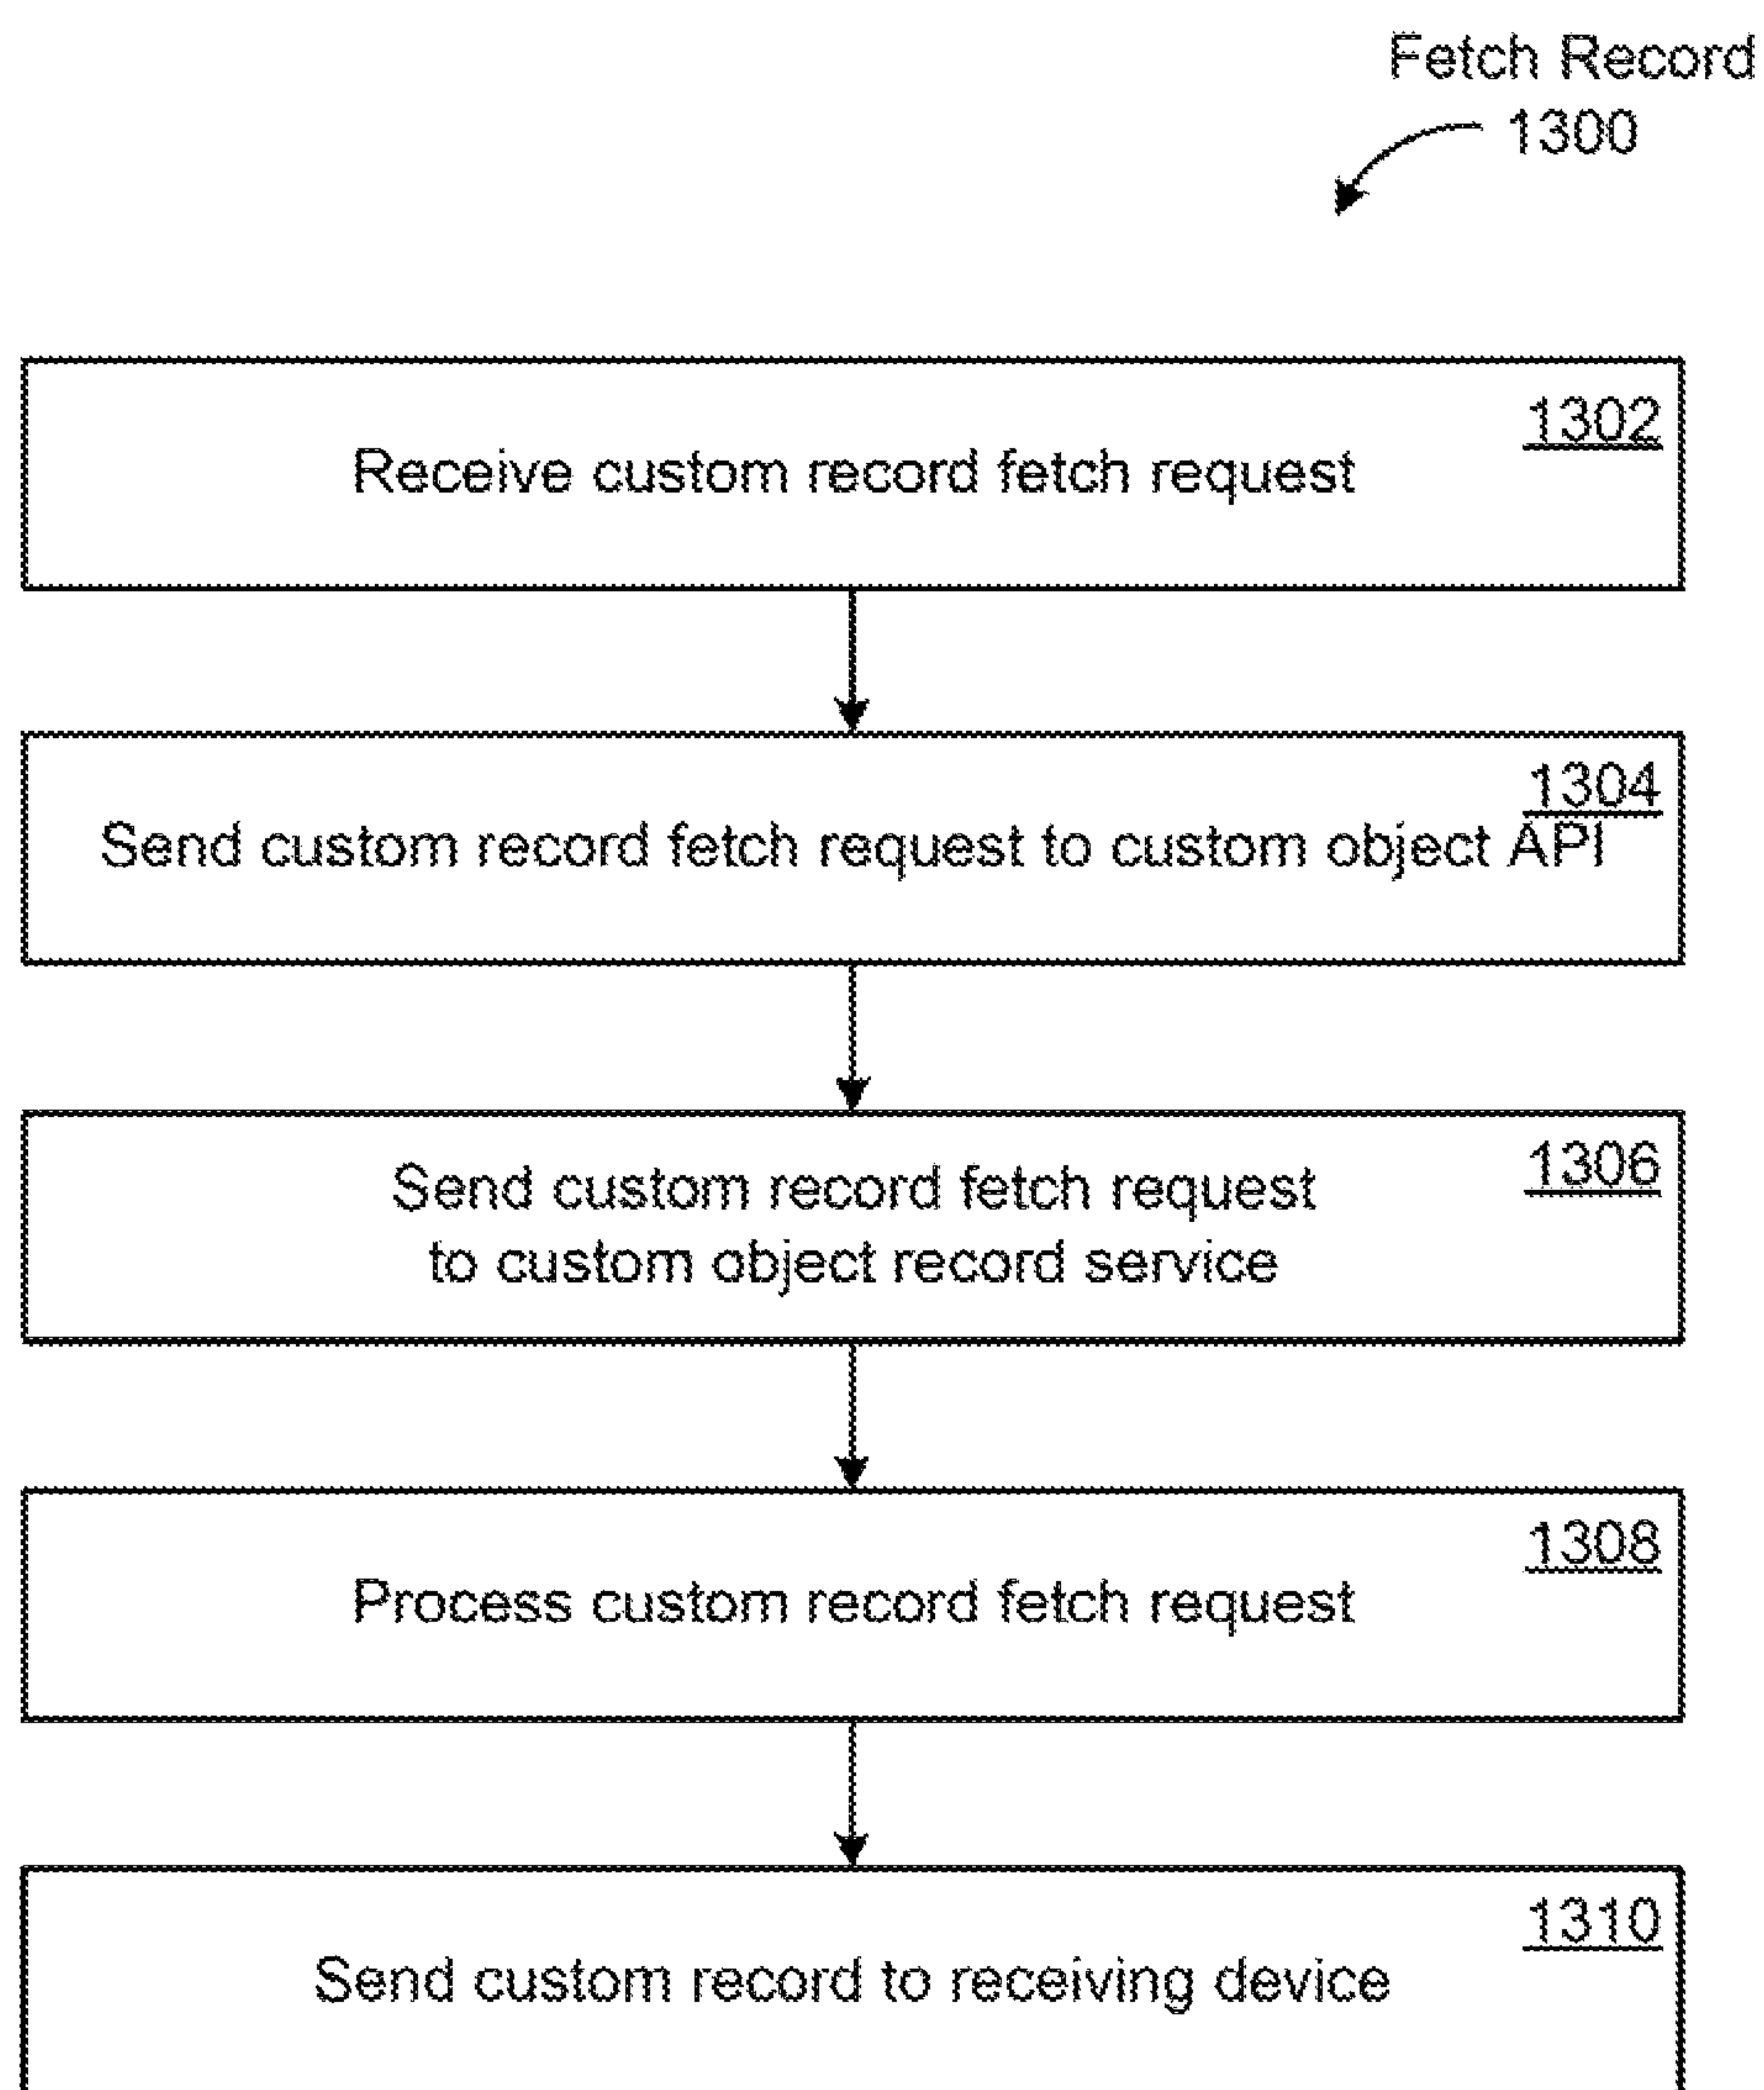 Fetch Record
1300
1302
Receive custom record fetch request
1304
Send custom record fetch request to custom object API
1306
Send custom record fetch request
to custom object record service
1308
Process custom record fetch request
1310
Send custom record to receiving device